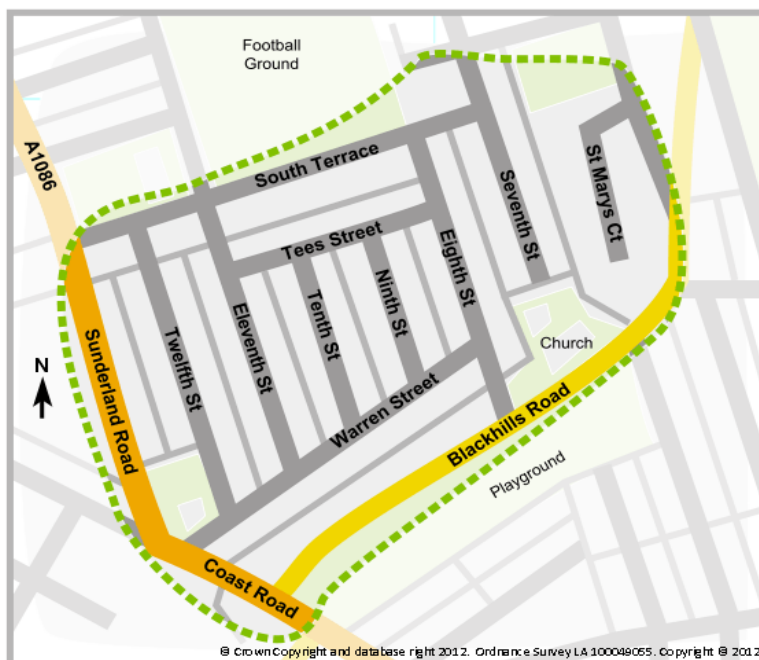 Football
Ground
A1086
South Terrace
St Marys Ct
Seventh St
Tees Street
Eighth St
Ninth St
Tenth St
Eleventh St
Twelfth St
Sunderland Road
N
Church
Warren Street
Blackhills Road
Playground
Coast Road
© Crown Copyright and database right 2012. Ordnance Survey LA 100049055. Copyright © 2012